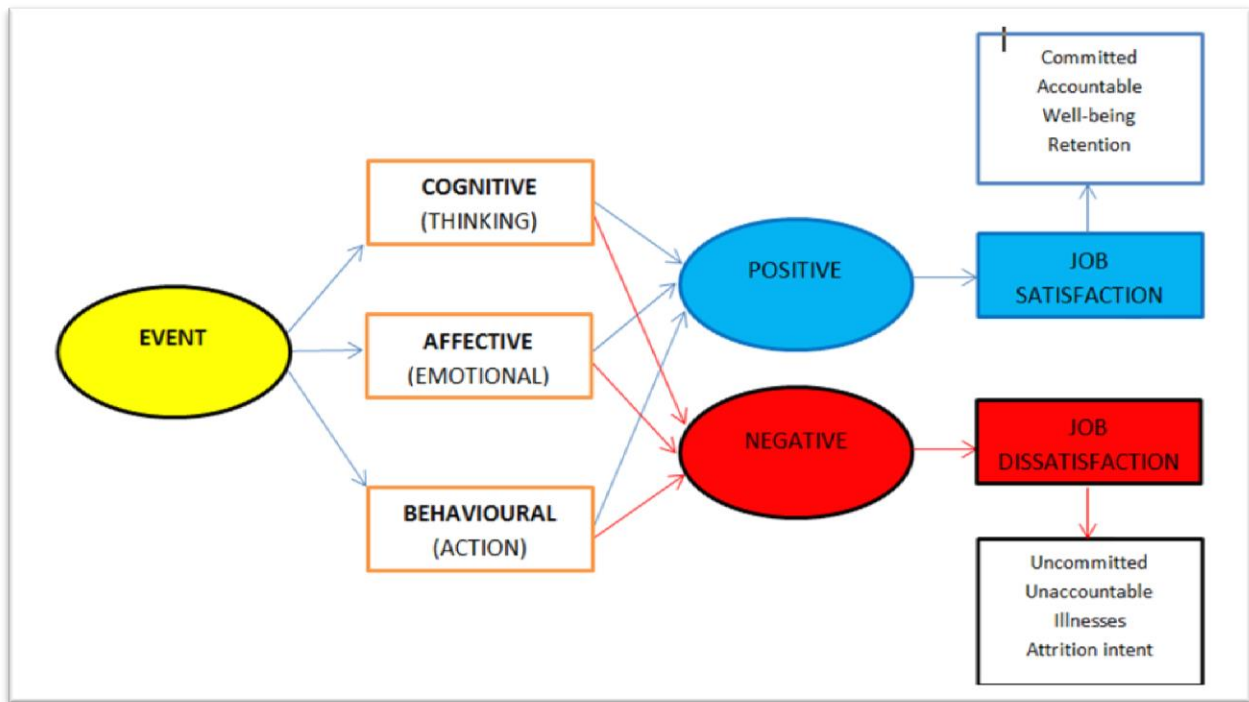 EVENT
COGNITIVE
(THINKING)
AFFECTIVE
(EMOTIONAL)
BEHAVIOURAL
(ACTION)
POSITIVE
NEGATIVE
JOB
SATISFACTION
JOB
DISSATISFACTION
Committed
Accountable
Well-being
Retention
Uncommitted
Unaccountable
Illnesses
Attrition intent